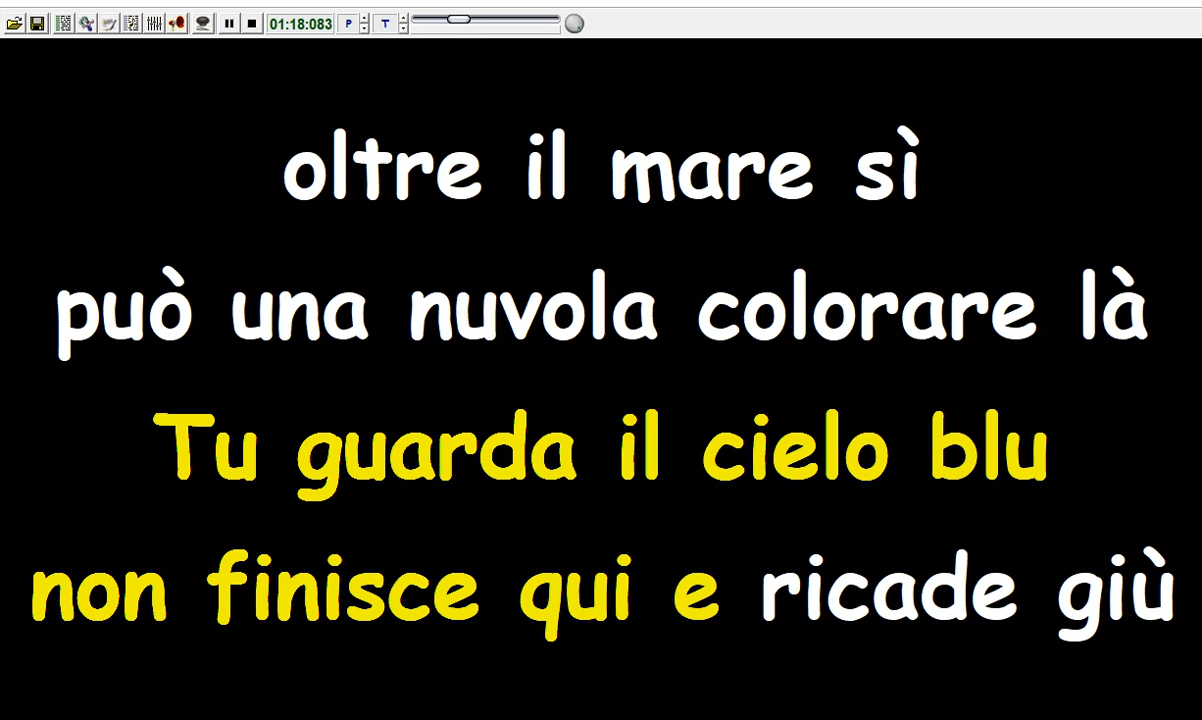 01:18:083 P T
oltre il mare sì
può una nuvola colorare là
Tu guarda il cielo blu
non finisce qui e ricade giù